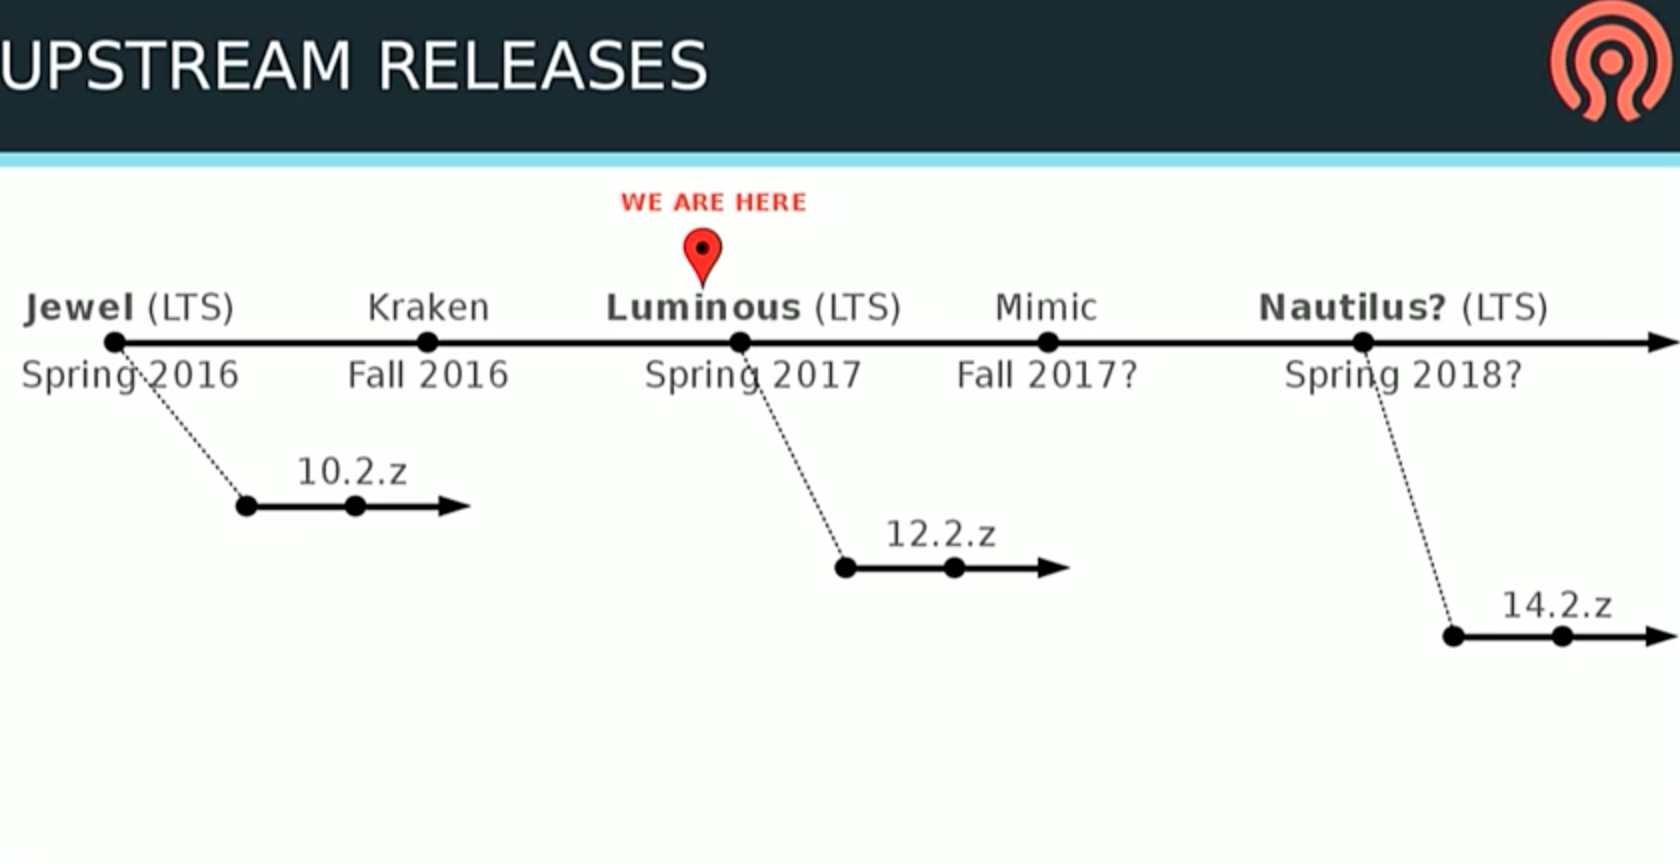 UPSTREAM RELEASES
WE ARE HERE
Jewel (LTS)
Kraken
Luminous (LTS)
Mimic
Nautilus? (LTS)
Spring 2016
Fall 2016
Spring 2017
Fall 2017?
Spring 2018?
10.2.z
12.2.z
14.2.z